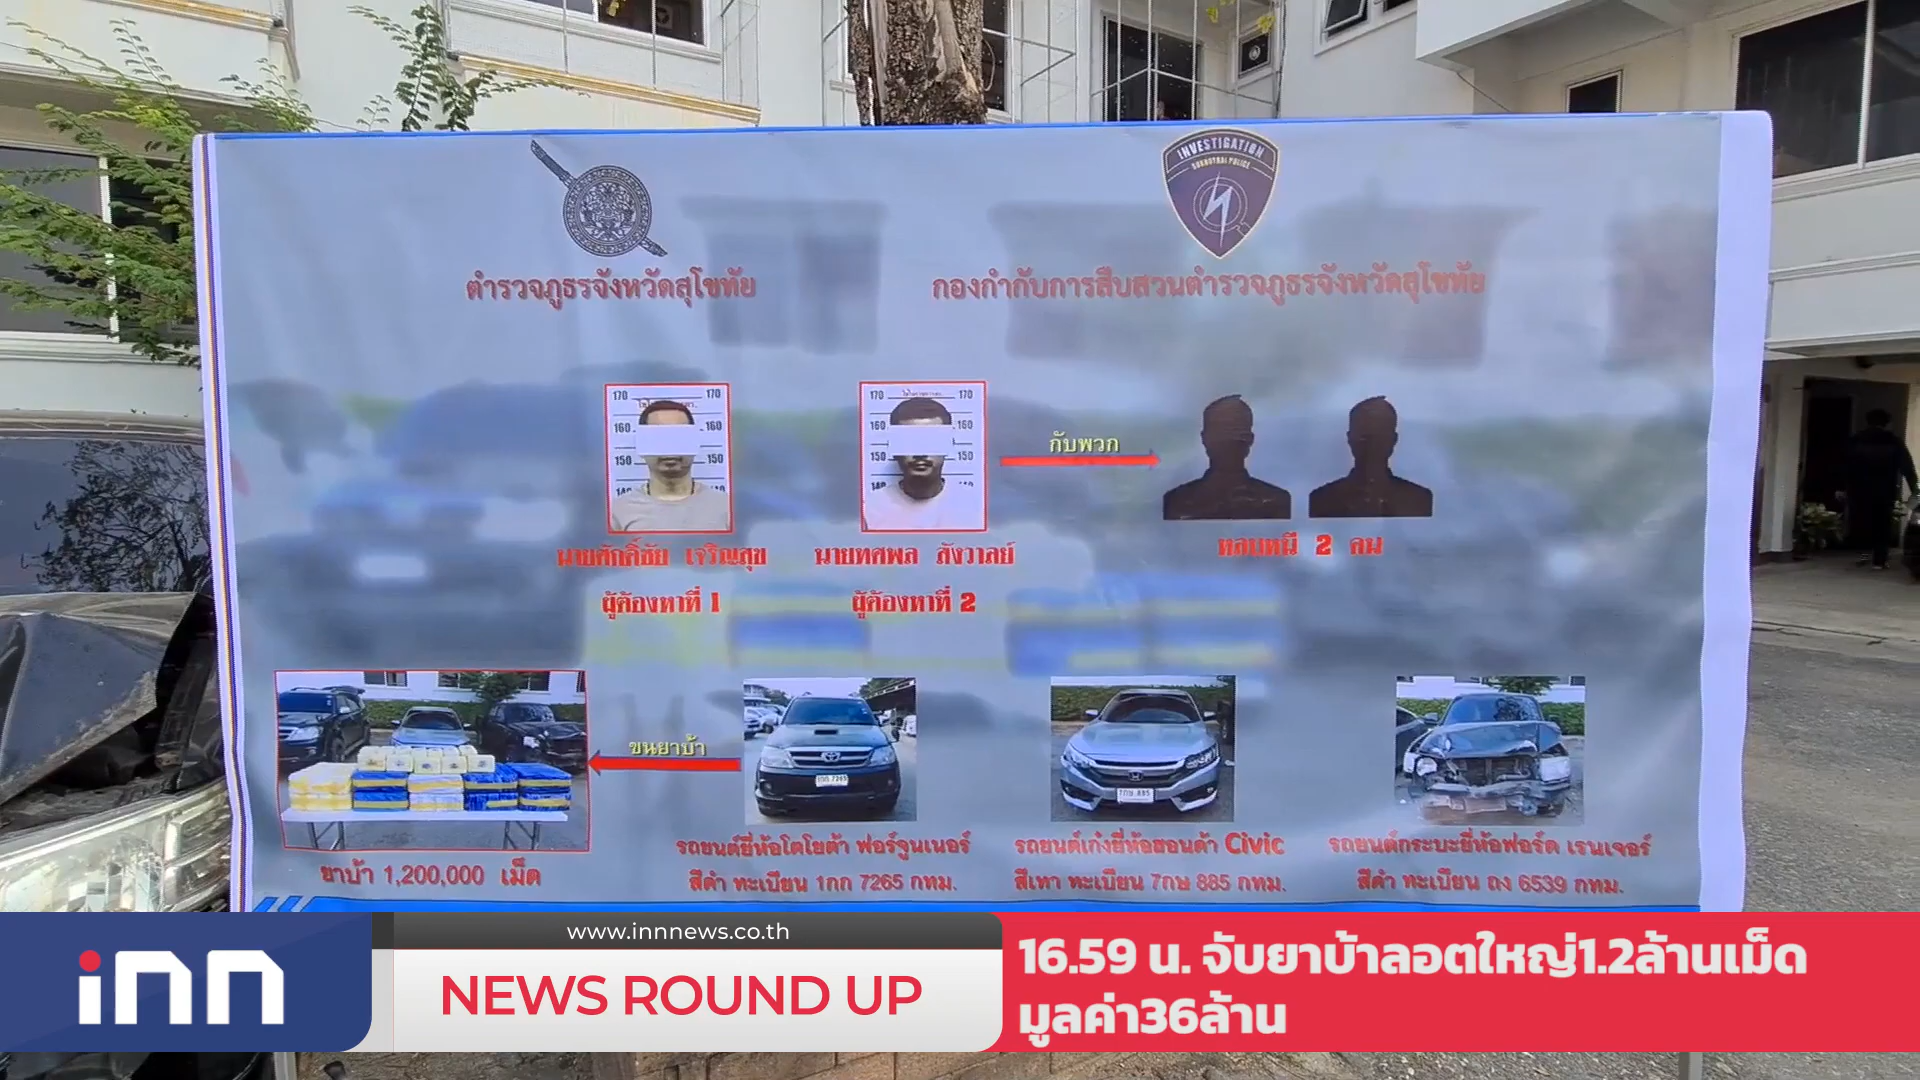 INVESTIGATION
SUKHOTHAI POLICE
ตำรวจภูธรจังหวัดสุโขทัย
กองกำกับการสืบสวนตำรวจภูธรจังหวัดสุโขทัย
170 170
160 160
150 150
170 170
160 160
150 150
กับพวก
นายศักดิ์ชัย เจริญสุข
นายทศพล สังวาลย์
หลบหนี 2 คน
ผู้ต้องหาที่ 1
ผู้ต้องหาที่ 2
ขนยาบ้า
ยาบ้า 1,200,000 เม็ด
รถยนต์ยี่ห้อโตโยต้า ฟอร์จูนเนอร์
สีดำ ทะเบียน 1กก 7265 กทม.
รถยนต์เก๋งยี่ห้อฮอนด้า Civic
สีเทา ทะเบียน 7กษ 885 กทม.
รถยนต์กระบะยี่ห้อฟอร์ด เรนเจอร์
สีดำ ทะเบียน ถง 6539 กทม.
inn
www.innnews.co.th
NEWS ROUND UP
16.59 น. จับยาบ้าลอตใหญ่1.2ล้านเม็ด
มูลค่า36ล้าน